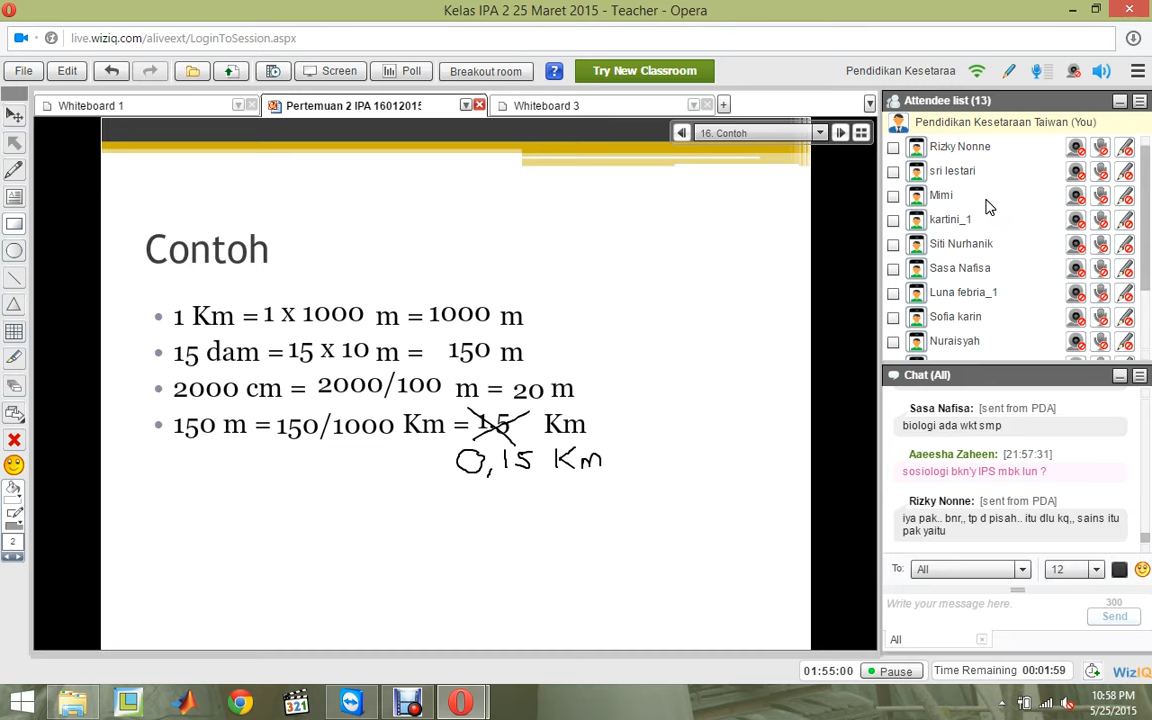 Kelas IPA 2 25 Maret 2015 - Teacher - Opera
live.wiziq.com/aliveext/LoginToSession.aspx
File Edit Screen Poll Breakout room ? Try New Classroom Pendidikan Kesetaraa
Whiteboard 1 Pertemuan 2 IPA 16012015 Whiteboard 3
16. Contoh
Contoh
• 1 Km = 1 x 1000 m = 1000 m
• 15 dam = 15 x 10 m = 150 m
• 2000 cm = 2000/100 m = 20 m
• 150 m = 150/1000 Km = 1.5 Km
0,15 Km
2
Attendee list (13)
Pendidikan Kesetaraan Taiwan (You)
Rizky Nonne
sri lestari
Mimi
kartini_1
Siti Nurhanik
Sasa Nafisa
Luna febria_1
Sofia karin
Nuraisyah
Chat (All)
Sasa Nafisa: [sent from PDA]
biologi ada wkt smp
Aaeesha Zaheen: [21:57:31]
sosiologi bkn'y IPS mbk lun ?
Rizky Nonne: [sent from PDA]
iya pak.. bnr,, tp d pisah.. itu dlu kq,, sains itu
pak yaitu
To: All 12
Write your message here.
300
Send
All
01:55:00 Pause Time Remaining 00:01:59 WizIQ
321
10:58 PM
5/25/2015